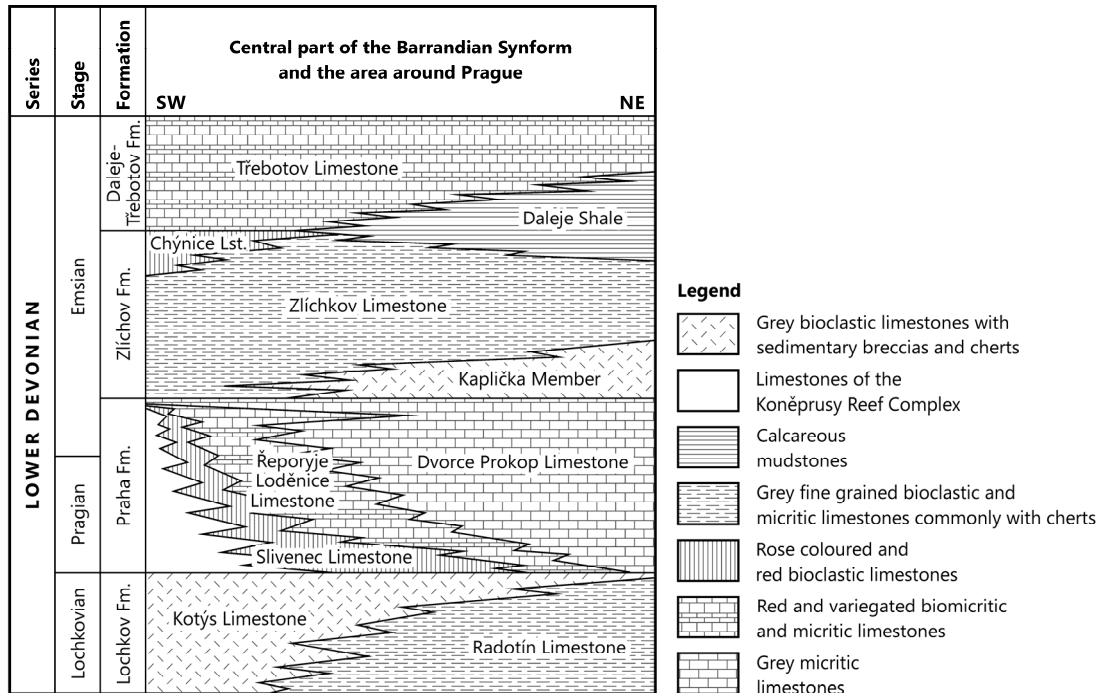 Series
Stage
Formation
Central part of the Barrandian Synform
and the area around Prague
SW
NE
LOWER DEVONIAN
Emsian
Pragian
Lochkovian
Daleje-
Třebotov Fm.
Zlíchov Fm.
Praha Fm.
Lochkov Fm.
Třebotov Limestone
Daleje Shale
Chýnice Lst.
Zlíchkov Limestone
Kaplička Member
Řeporyje
Loděnice
Limestone
Dvorce Prokop Limestone
Slivenec Limestone
Kotýs Limestone
Radotín Limestone
Legend
Grey bioclastic limestones with
sedimentary breccias and cherts
Limestones of the
Koněprusy Reef Complex
Calcareous
mudstones
Grey fine grained bioclastic and
micritic limestones commonly with cherts
Rose coloured and
red bioclastic limestones
Red and variegated biomicritic
and micritic limestones
Grey micritic
limestones